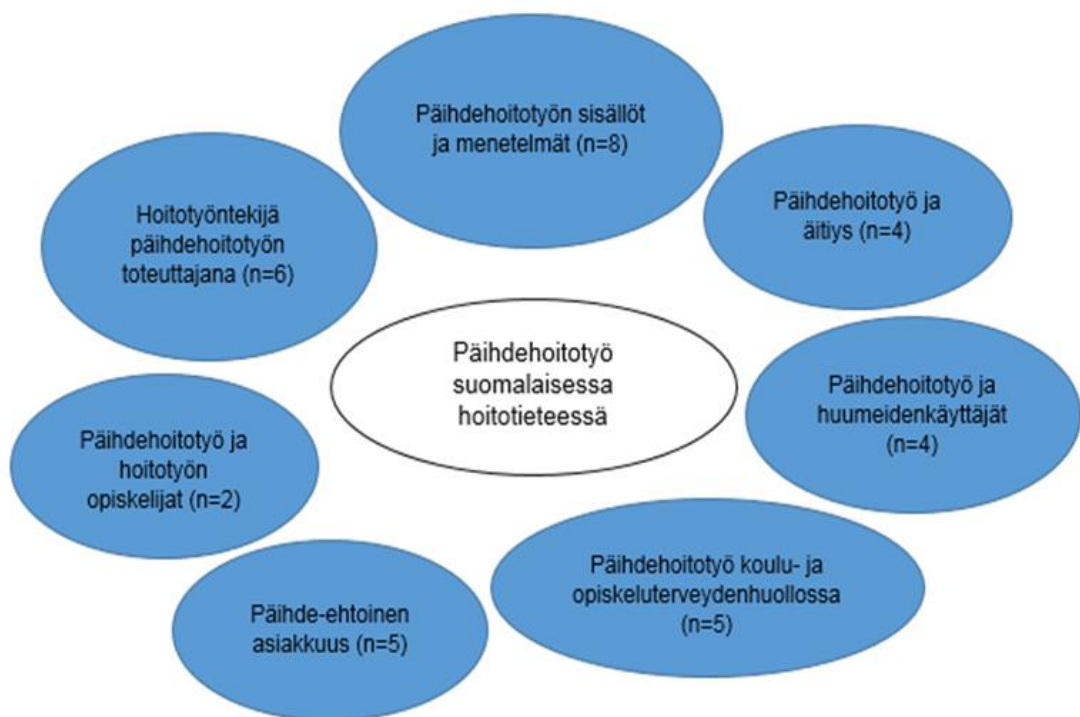 Päihdehoitotyön sisällöt
ja menetelmät (n=8)
Päihdehoitotyö ja
äitiys (n=4)
Päihdehoitotyö ja
huumeidenkäyttäjät
(n=4)
Päihdehoitotyö koulu- ja
opiskeluterveydenhuollossa
(n=5)
Päihde-ehtoinen
asiakkuus (n=5)
Päihdehoitotyö ja
hoitotyön
opiskelijat (n=2)
Hoitotyöntekijä
päihdehoitotyön
toteuttajana (n=6)
Päihdehoitotyö
suomalaisessa
hoitotieteessä